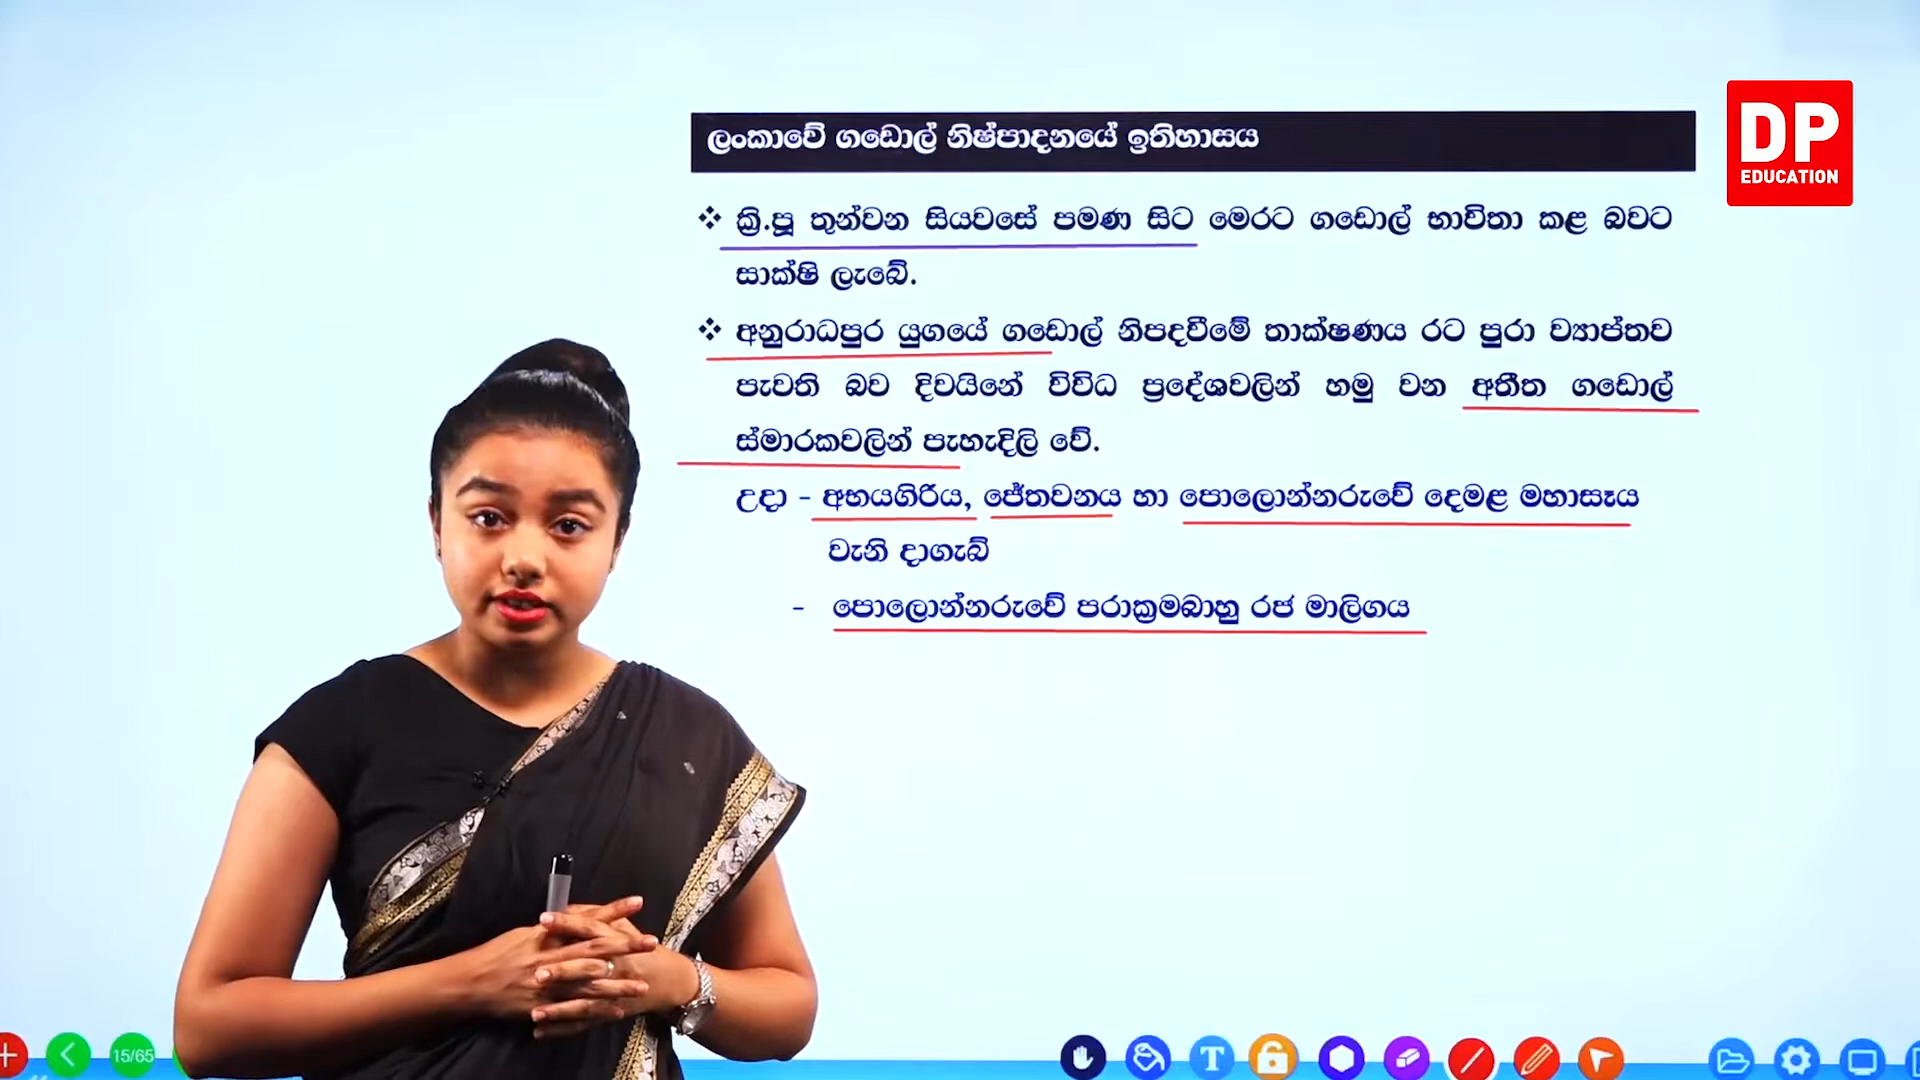 ලංකාවේ ගඩොල් නිෂ්පාදනයේ ඉතිහාසය
DP
EDUCATION
❖ ක්‍රි.පූ තුන්වන සියවසේ පමණ සිට මෙරට ගඩොල් භාවිතා කළ බවට
සාක්ෂි ලැබේ.
❖ අනුරාධපුර යුගයේ ගඩොල් නිපදවීමේ තාක්ෂණය රට පුරා ව්‍යාප්තව
පැවති බව දිවයිනේ විවිධ ප්‍රදේශවලින් හමු වන අතීත ගඩොල්
ස්මාරකවලින් පැහැදිලි වේ.
උදා - අභයගිරිය, ජේතවනය හා පොලොන්නරුවේ දෙමළ මහාසෑය
වැනි දාගැබ්
- පොලොන්නරුවේ පරාක්‍රමබාහු රජ මාලිගය
15/65
T